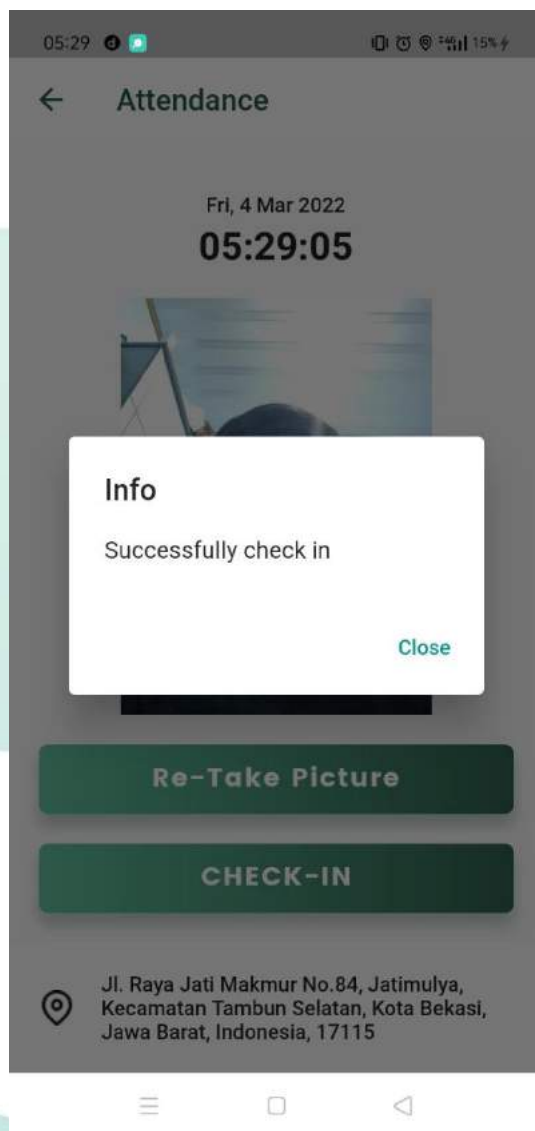 05:29
15%
Attendance
Fri, 4 Mar 2022
05:29:05
Info
Successfully check in
Close
Re-Take Picture
CHECK-IN
Jl. Raya Jati Makmur No.84, Jatimulya,
Kecamatan Tambun Selatan, Kota Bekasi,
Jawa Barat, Indonesia, 17115